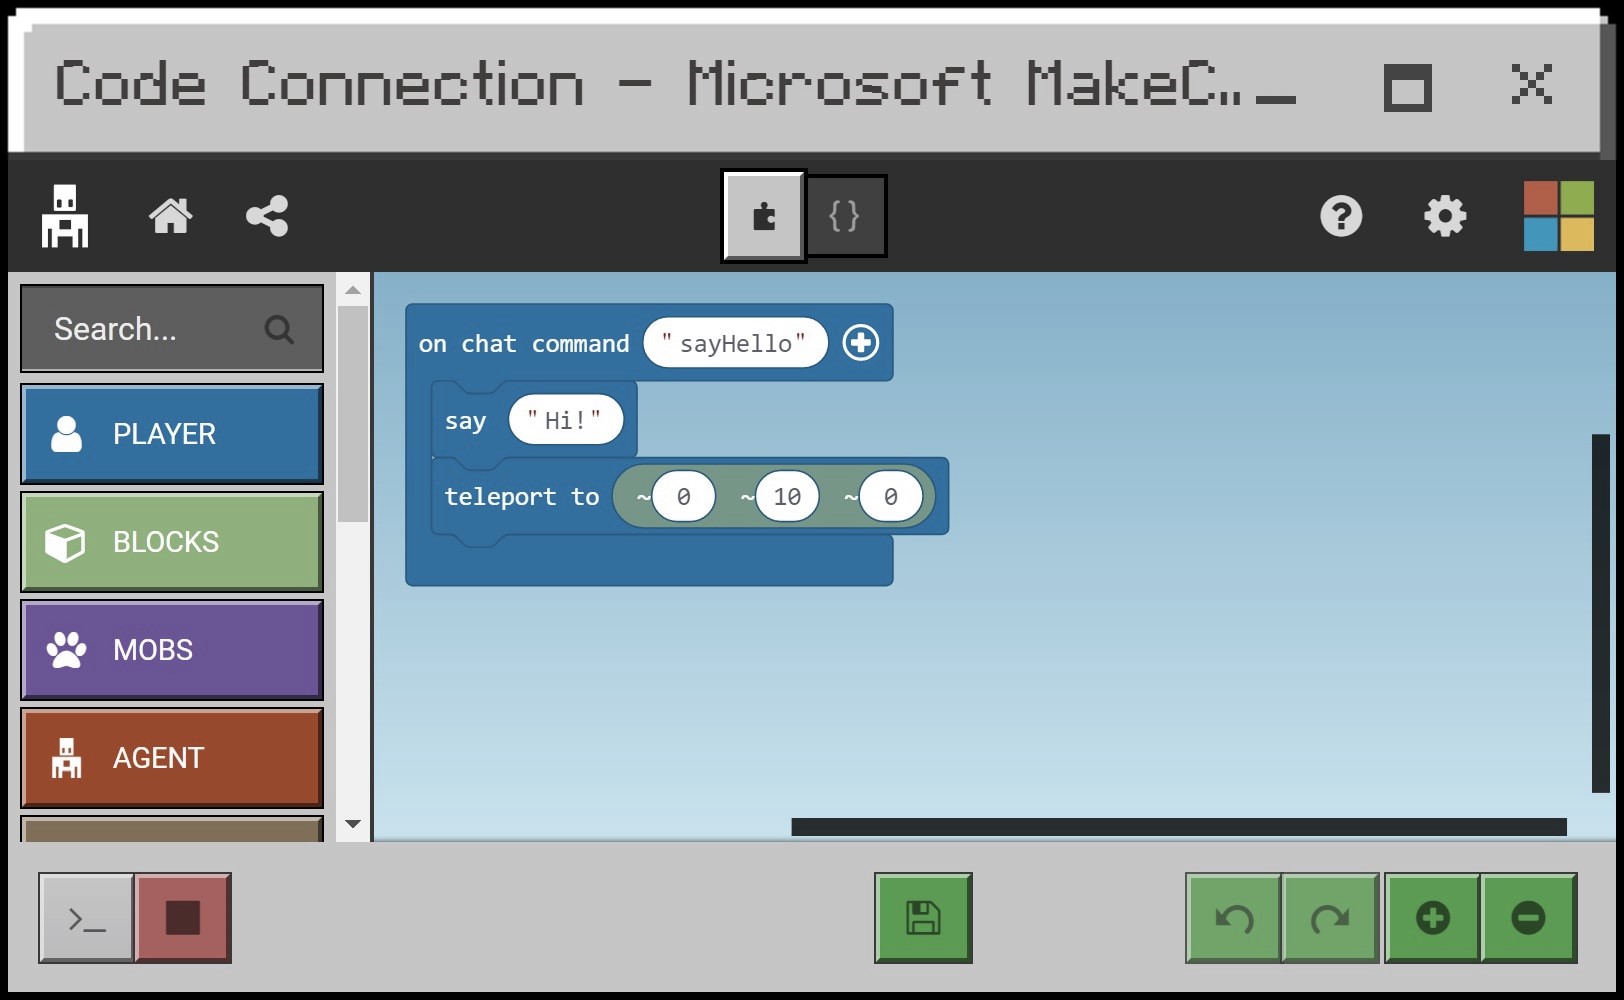 Code Connection - Microsoft MakeC..
{}
?
Search...
PLAYER
BLOCKS
MOBS
AGENT
on chat command "sayHello"
say "Hi!"
teleport to ~0 ~10 ~0
>_